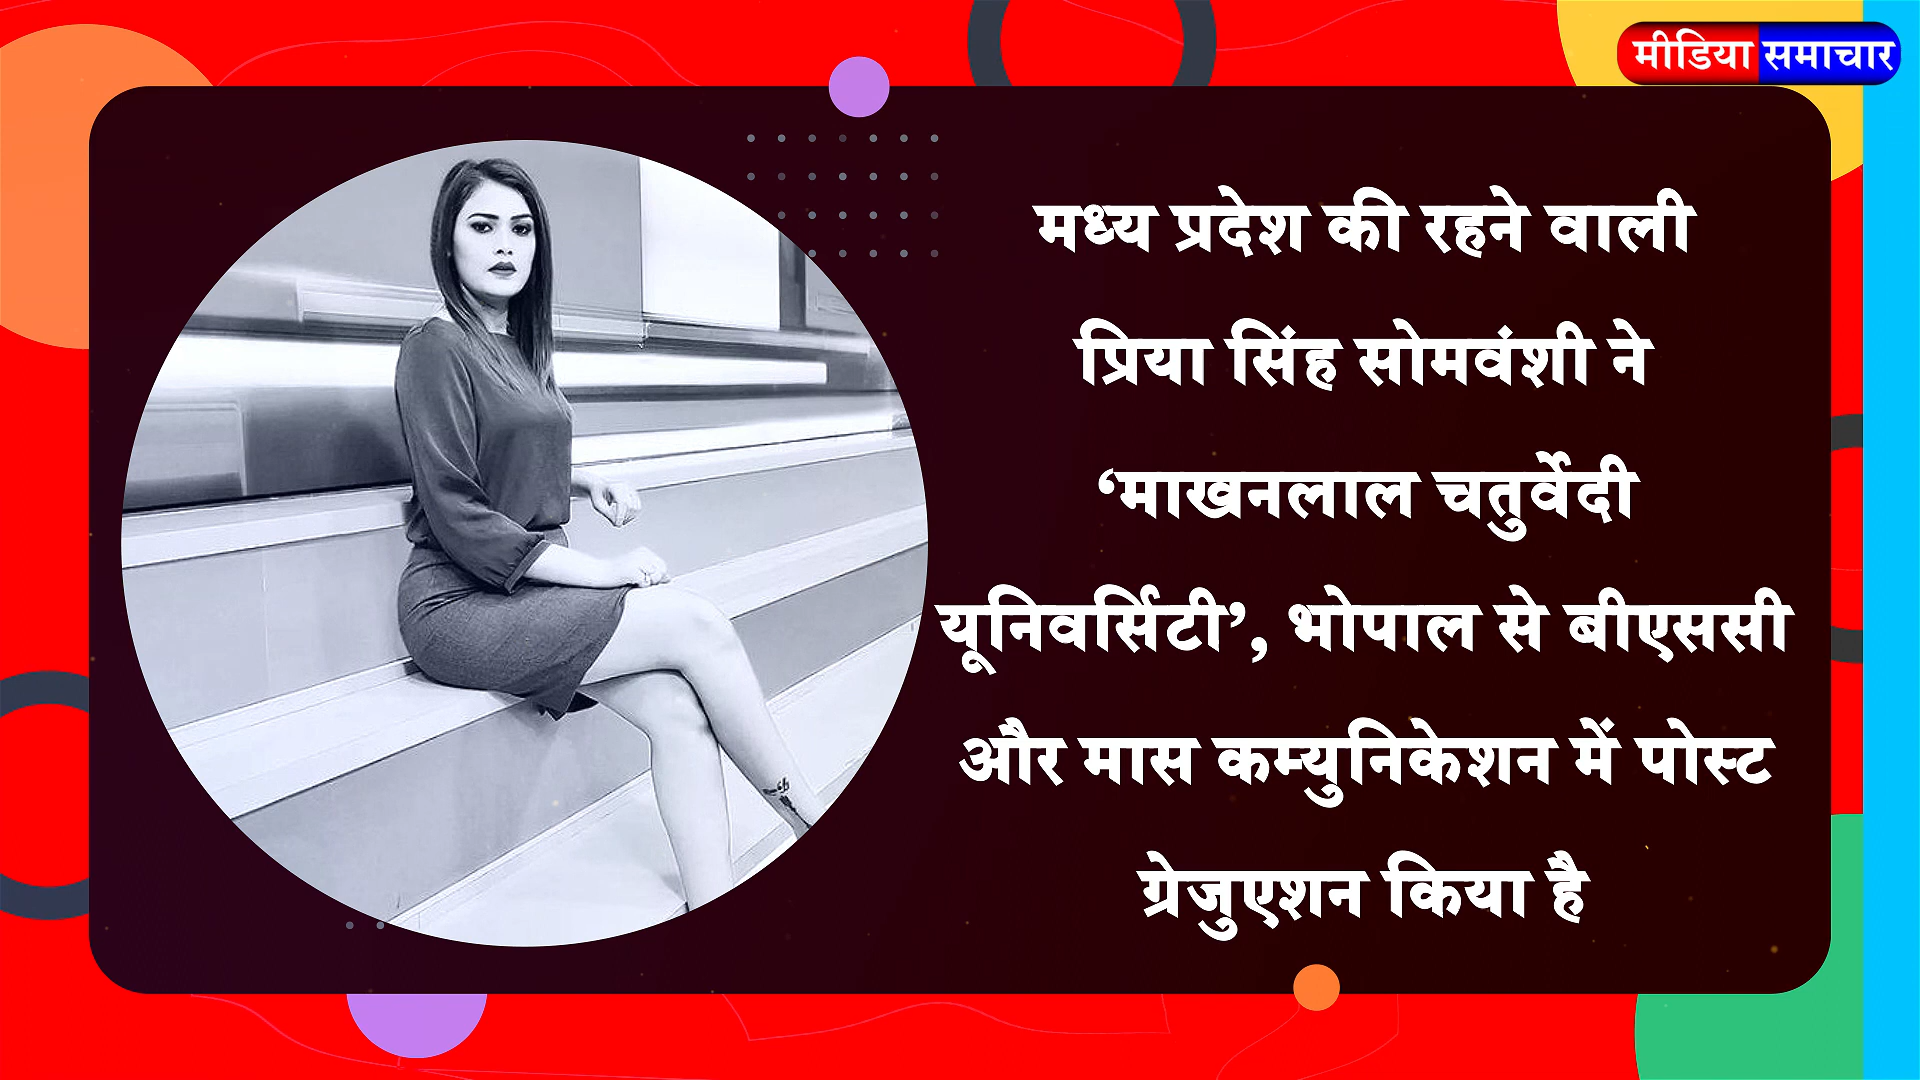 मीडिया समाचार
मध्य प्रदेश की रहने वाली
प्रिया सिंह सोमवंशी ने
‘माखनलाल चतुर्वेदी
यूनिवर्सिटी’, भोपाल से बीएससी
और मास कम्युनिकेशन में पोस्ट
ग्रेजुएशन किया है